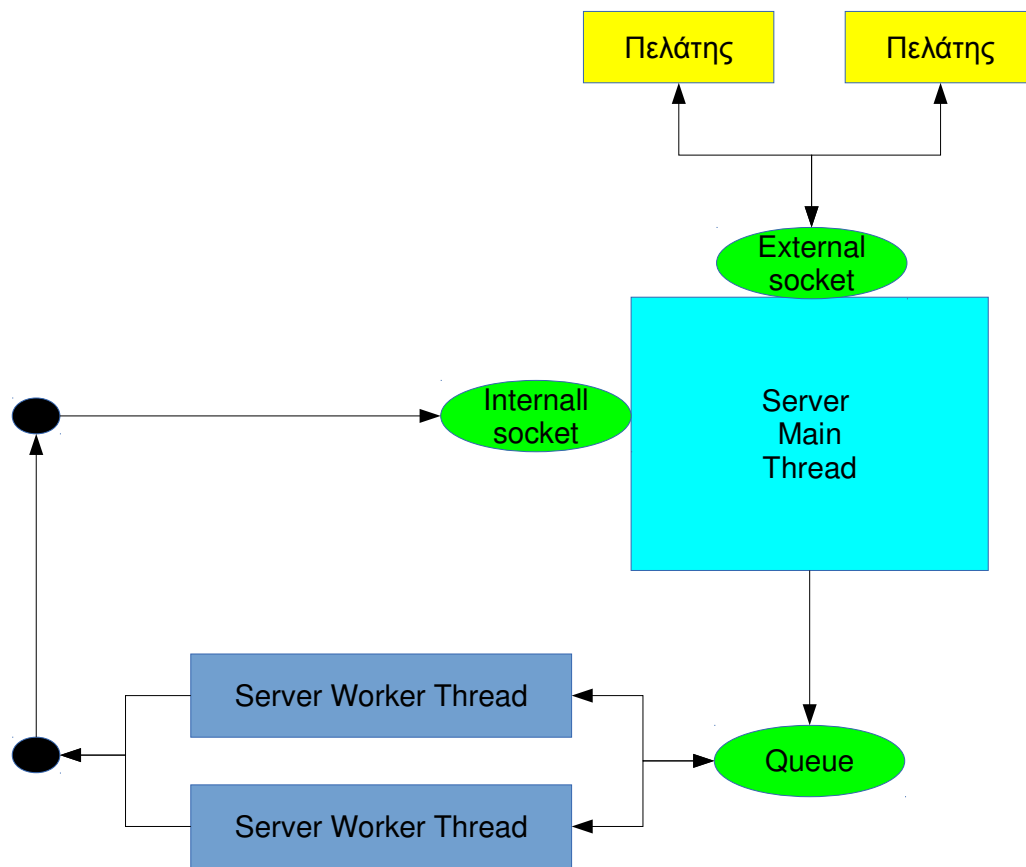 Πελάτης
Πελάτης
External
socket
Internall
socket
Server
Main
Thread
Server Worker Thread
Queue
Server Worker Thread